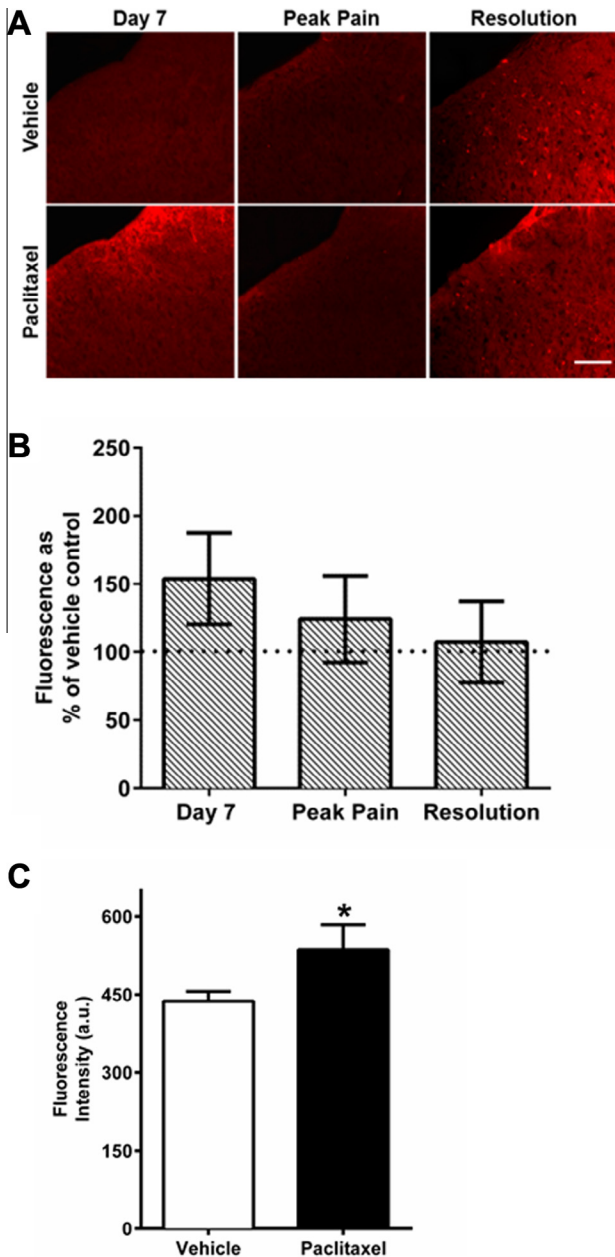 A
Day 7 Peak Pain Resolution
Vehicle
Paclitaxel
B
Fluorescence as
% of vehicle control
250
200
150
100
50
0
Day 7 Peak Pain Resolution
C
Fluorescence
Intensity (a.u.)
600
450
300
150
0
*
Vehicle Paclitaxel